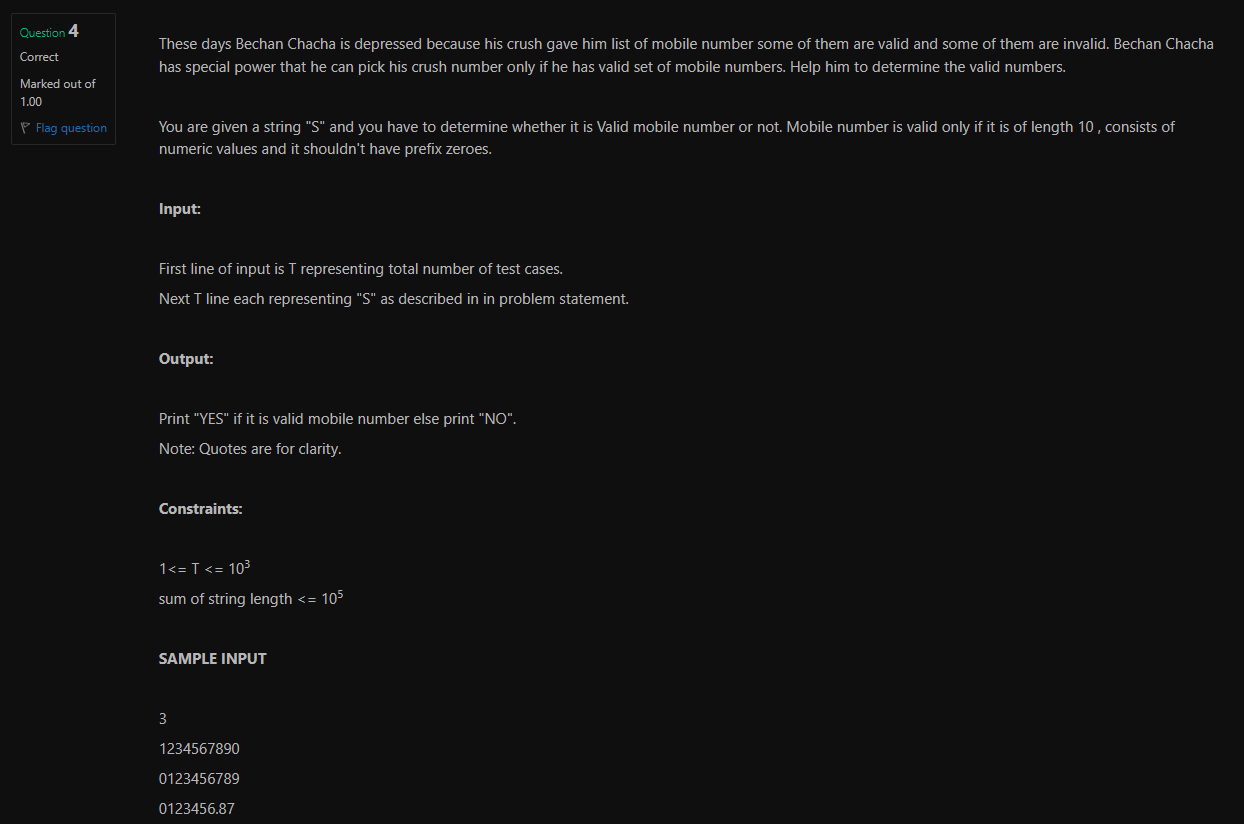 Question 4
Correct
Marked out of
1.00
Flag question
These days Bechan Chacha is depressed because his crush gave him list of mobile number some of them are valid and some of them are invalid. Bechan Chacha
has special power that he can pick his crush number only if he has valid set of mobile numbers. Help him to determine the valid numbers.
You are given a string "S" and you have to determine whether it is Valid mobile number or not. Mobile number is valid only if it is of length 10 , consists of
numeric values and it shouldn't have prefix zeroes.
Input:
First line of input is T representing total number of test cases.
Next T line each representing "S" as described in in problem statement.
Output:
Print "YES" if it is valid mobile number else print "NO".
Note: Quotes are for clarity.
Constraints:
1<= T <= 10³
sum of string length <= 10⁵
SAMPLE INPUT
3
1234567890
0123456789
0123456.87